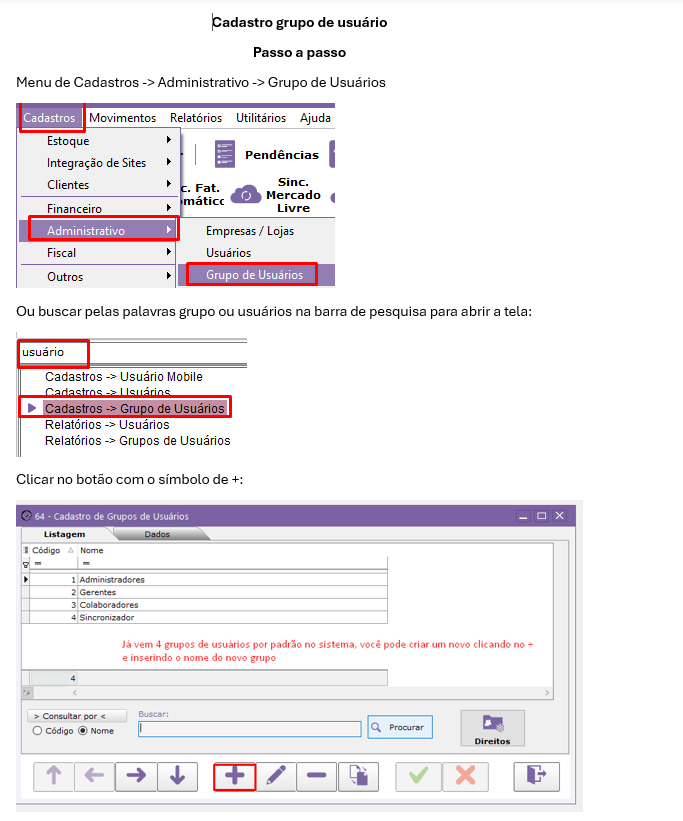 Cadastro grupo de usuário
Passo a passo
Menu de Cadastros -> Administrativo -> Grupo de Usuários
Cadastros Movimentos Relatórios Utilitários Ajuda
Estoque
Integração de Sites
Clientes
Financeiro
Administrativo
Fiscal
Outros
Pendências
c. Fat.
Sinc.
Mercado
Livre
Empresas / Lojas
Usuários
Grupo de Usuários
Ou buscar pelas palavras grupo ou usuários na barra de pesquisa para abrir a tela:
usuário
Cadastros -> Usuário Mobile
Cadastros -> Usuários
Cadastros -> Grupo de Usuários
Relatórios -> Usuários
Relatórios -> Grupos de Usuários
Clicar no botão com o símbolo de +:
64 - Cadastro de Grupos de Usuários
Listagem Dados
Código Nome
= =
1 Administradores
2 Gerentes
3 Colaboradores
4 Sincronizador
Já vem 4 grupos de usuários por padrão no sistema, você pode criar um novo clicando no +
e inserindo o nome do novo grupo
4
> Consultar por <
Código Nome
Buscar:
Procurar
Direitos